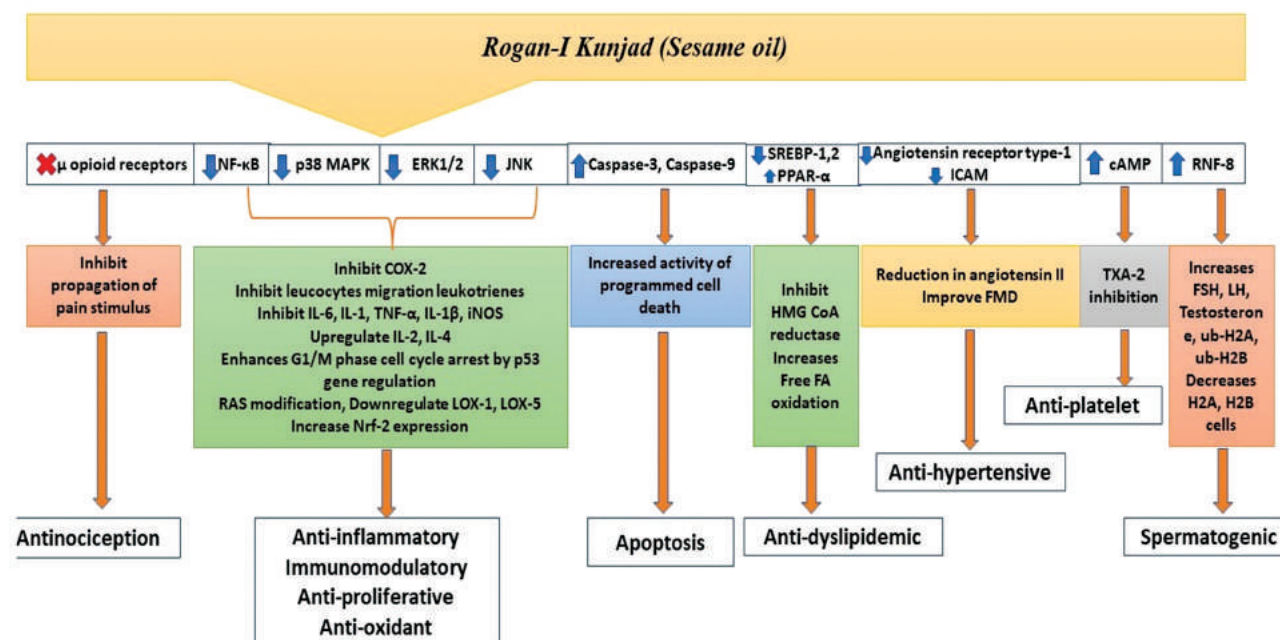 Rogan-I Kunjad (Sesame oil)
μ opioid receptors
NF-κB
p38 MAPK
ERK1/2
JNK
Caspase-3, Caspase-9
SREBP-1,2
PPAR-α
Angiotensin receptor type-1
ICAM
cAMP
RNF-8
Inhibit
propagation of
pain stimulus
Inhibit COX-2
Inhibit leucocytes migration leukotrienes
Inhibit IL-6, IL-1, TNF-α, IL-1β, iNOS
Upregulate IL-2, IL-4
Enhances G1/M phase cell cycle arrest by p53
gene regulation
RAS modification, Downregulate LOX-1, LOX-5
Increase Nrf-2 expression
Increased activity of
programmed cell
death
Inhibit
HMG CoA
reductase
Increases
Free FA
oxidation
Reduction in angiotensin II
Improve FMD
TXA-2
inhibition
Increases
FSH, LH,
Testosteron
e, ub-H2A,
ub-H2B
Decreases
H2A, H2B
cells
Antinociception
Anti-inflammatory
Immunomodulatory
Anti-proliferative
Anti-oxidant
Apoptosis
Anti-dyslipidemic
Anti-hypertensive
Anti-platelet
Spermatogenic